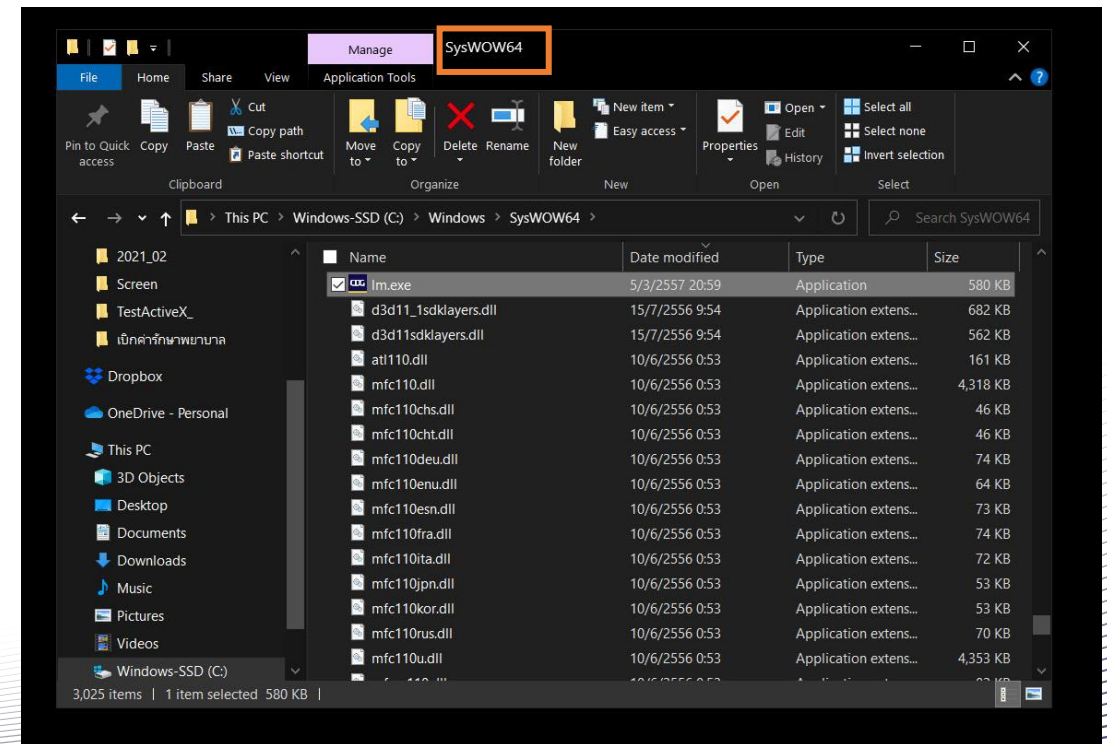 Manage SysWOW64
File Home Share View Application Tools
Pin to Quick access Copy Paste Cut Copy path Paste shortcut
Move to Copy to Delete Rename New folder New item Easy access Properties Open Edit History Select all Select none Invert selection
Clipboard Organize New Open Select
This PC > Windows-SSD (C:) > Windows > SysWOW64 > Search SysWOW64
2021_02
Screen
TestActiveX_
เบิกค่ารักษาพยาบาล
Dropbox
OneDrive - Personal
This PC
3D Objects
Desktop
Documents
Downloads
Music
Pictures
Videos
Windows-SSD (C:)
Name Date modified Type Size
CDG lm.exe 5/3/2557 20:59 Application 580 KB
d3d11_1sdklayers.dll 15/7/2556 9:54 Application extens... 682 KB
d3d11sdklayers.dll 15/7/2556 9:54 Application extens... 562 KB
atl110.dll 10/6/2556 0:53 Application extens... 161 KB
mfc110.dll 10/6/2556 0:53 Application extens... 4,318 KB
mfc110chs.dll 10/6/2556 0:53 Application extens... 46 KB
mfc110cht.dll 10/6/2556 0:53 Application extens... 46 KB
mfc110deu.dll 10/6/2556 0:53 Application extens... 74 KB
mfc110enu.dll 10/6/2556 0:53 Application extens... 64 KB
mfc110esn.dll 10/6/2556 0:53 Application extens... 73 KB
mfc110fra.dll 10/6/2556 0:53 Application extens... 74 KB
mfc110ita.dll 10/6/2556 0:53 Application extens... 72 KB
mfc110jpn.dll 10/6/2556 0:53 Application extens... 53 KB
mfc110kor.dll 10/6/2556 0:53 Application extens... 53 KB
mfc110rus.dll 10/6/2556 0:53 Application extens... 70 KB
mfc110u.dll 10/6/2556 0:53 Application extens... 4,353 KB
3,025 items 1 item selected 580 KB